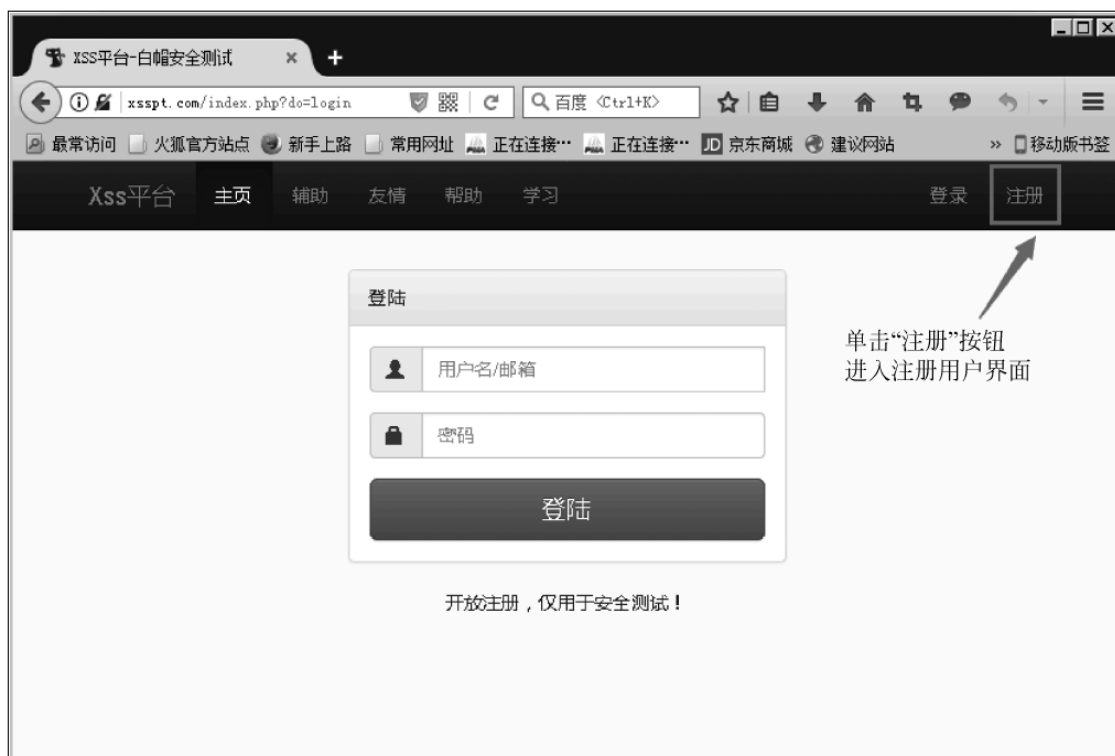 XSS平台-白帽安全测试
xsspt.com/index.php?do=login
百度 <Ctrl+K>
最常访问 火狐官方站点 新手上路 常用网址 正在连接… 正在连接… JD 京东商城 建议网站 » 移动版书签
Xss平台 主页 辅助 友情 帮助 学习 登录 注册
单击“注册”按钮
进入注册用户界面
登陆
用户名/邮箱
密码
登陆
开放注册，仅用于安全测试！